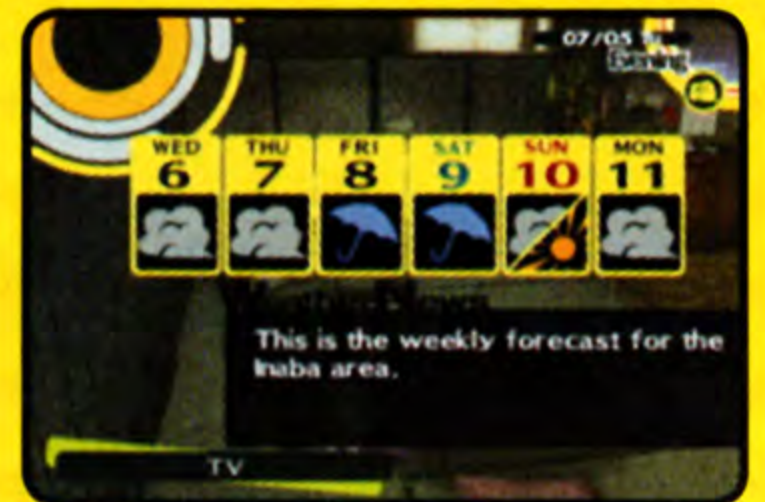 07/05
Evening
WED THU FRI SAT SUN MON
6 7 8 9 10 11
This is the weekly forecast for the
Inaba area.
TV